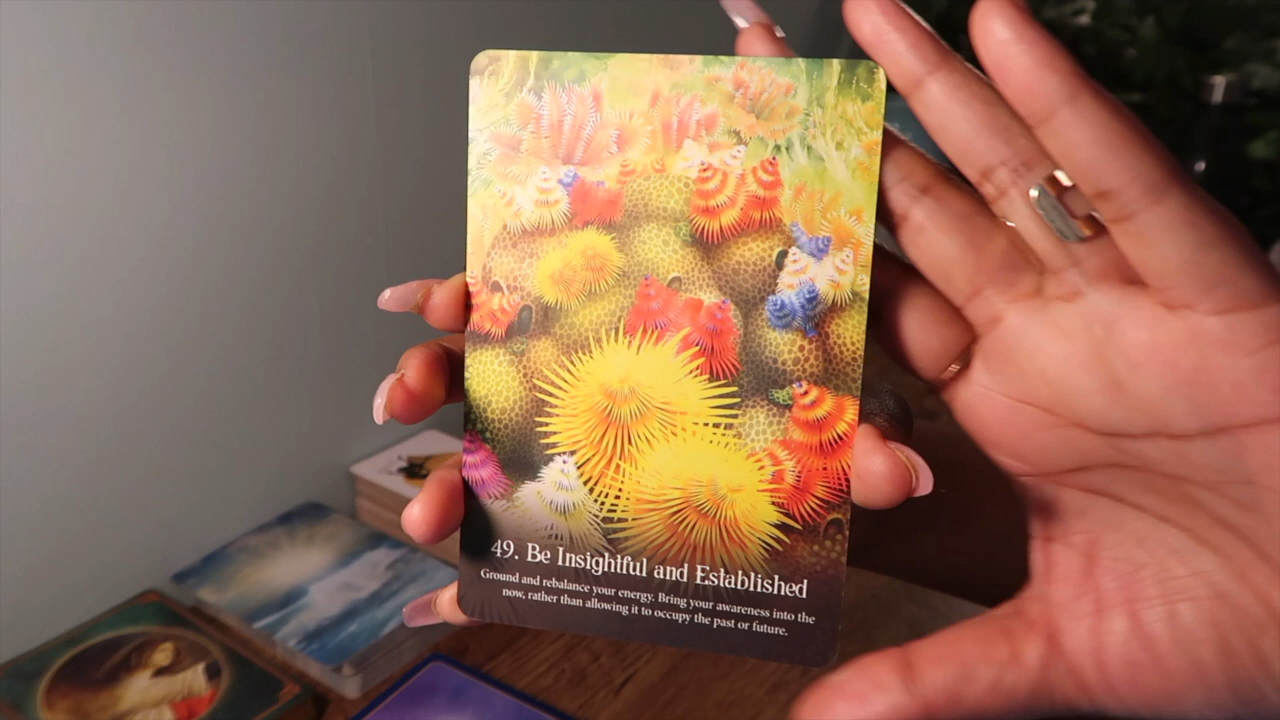 49. Be Insightful and Established
Ground and rebalance your energy. Bring your awareness into the
now, rather than allowing it to occupy the past or future.